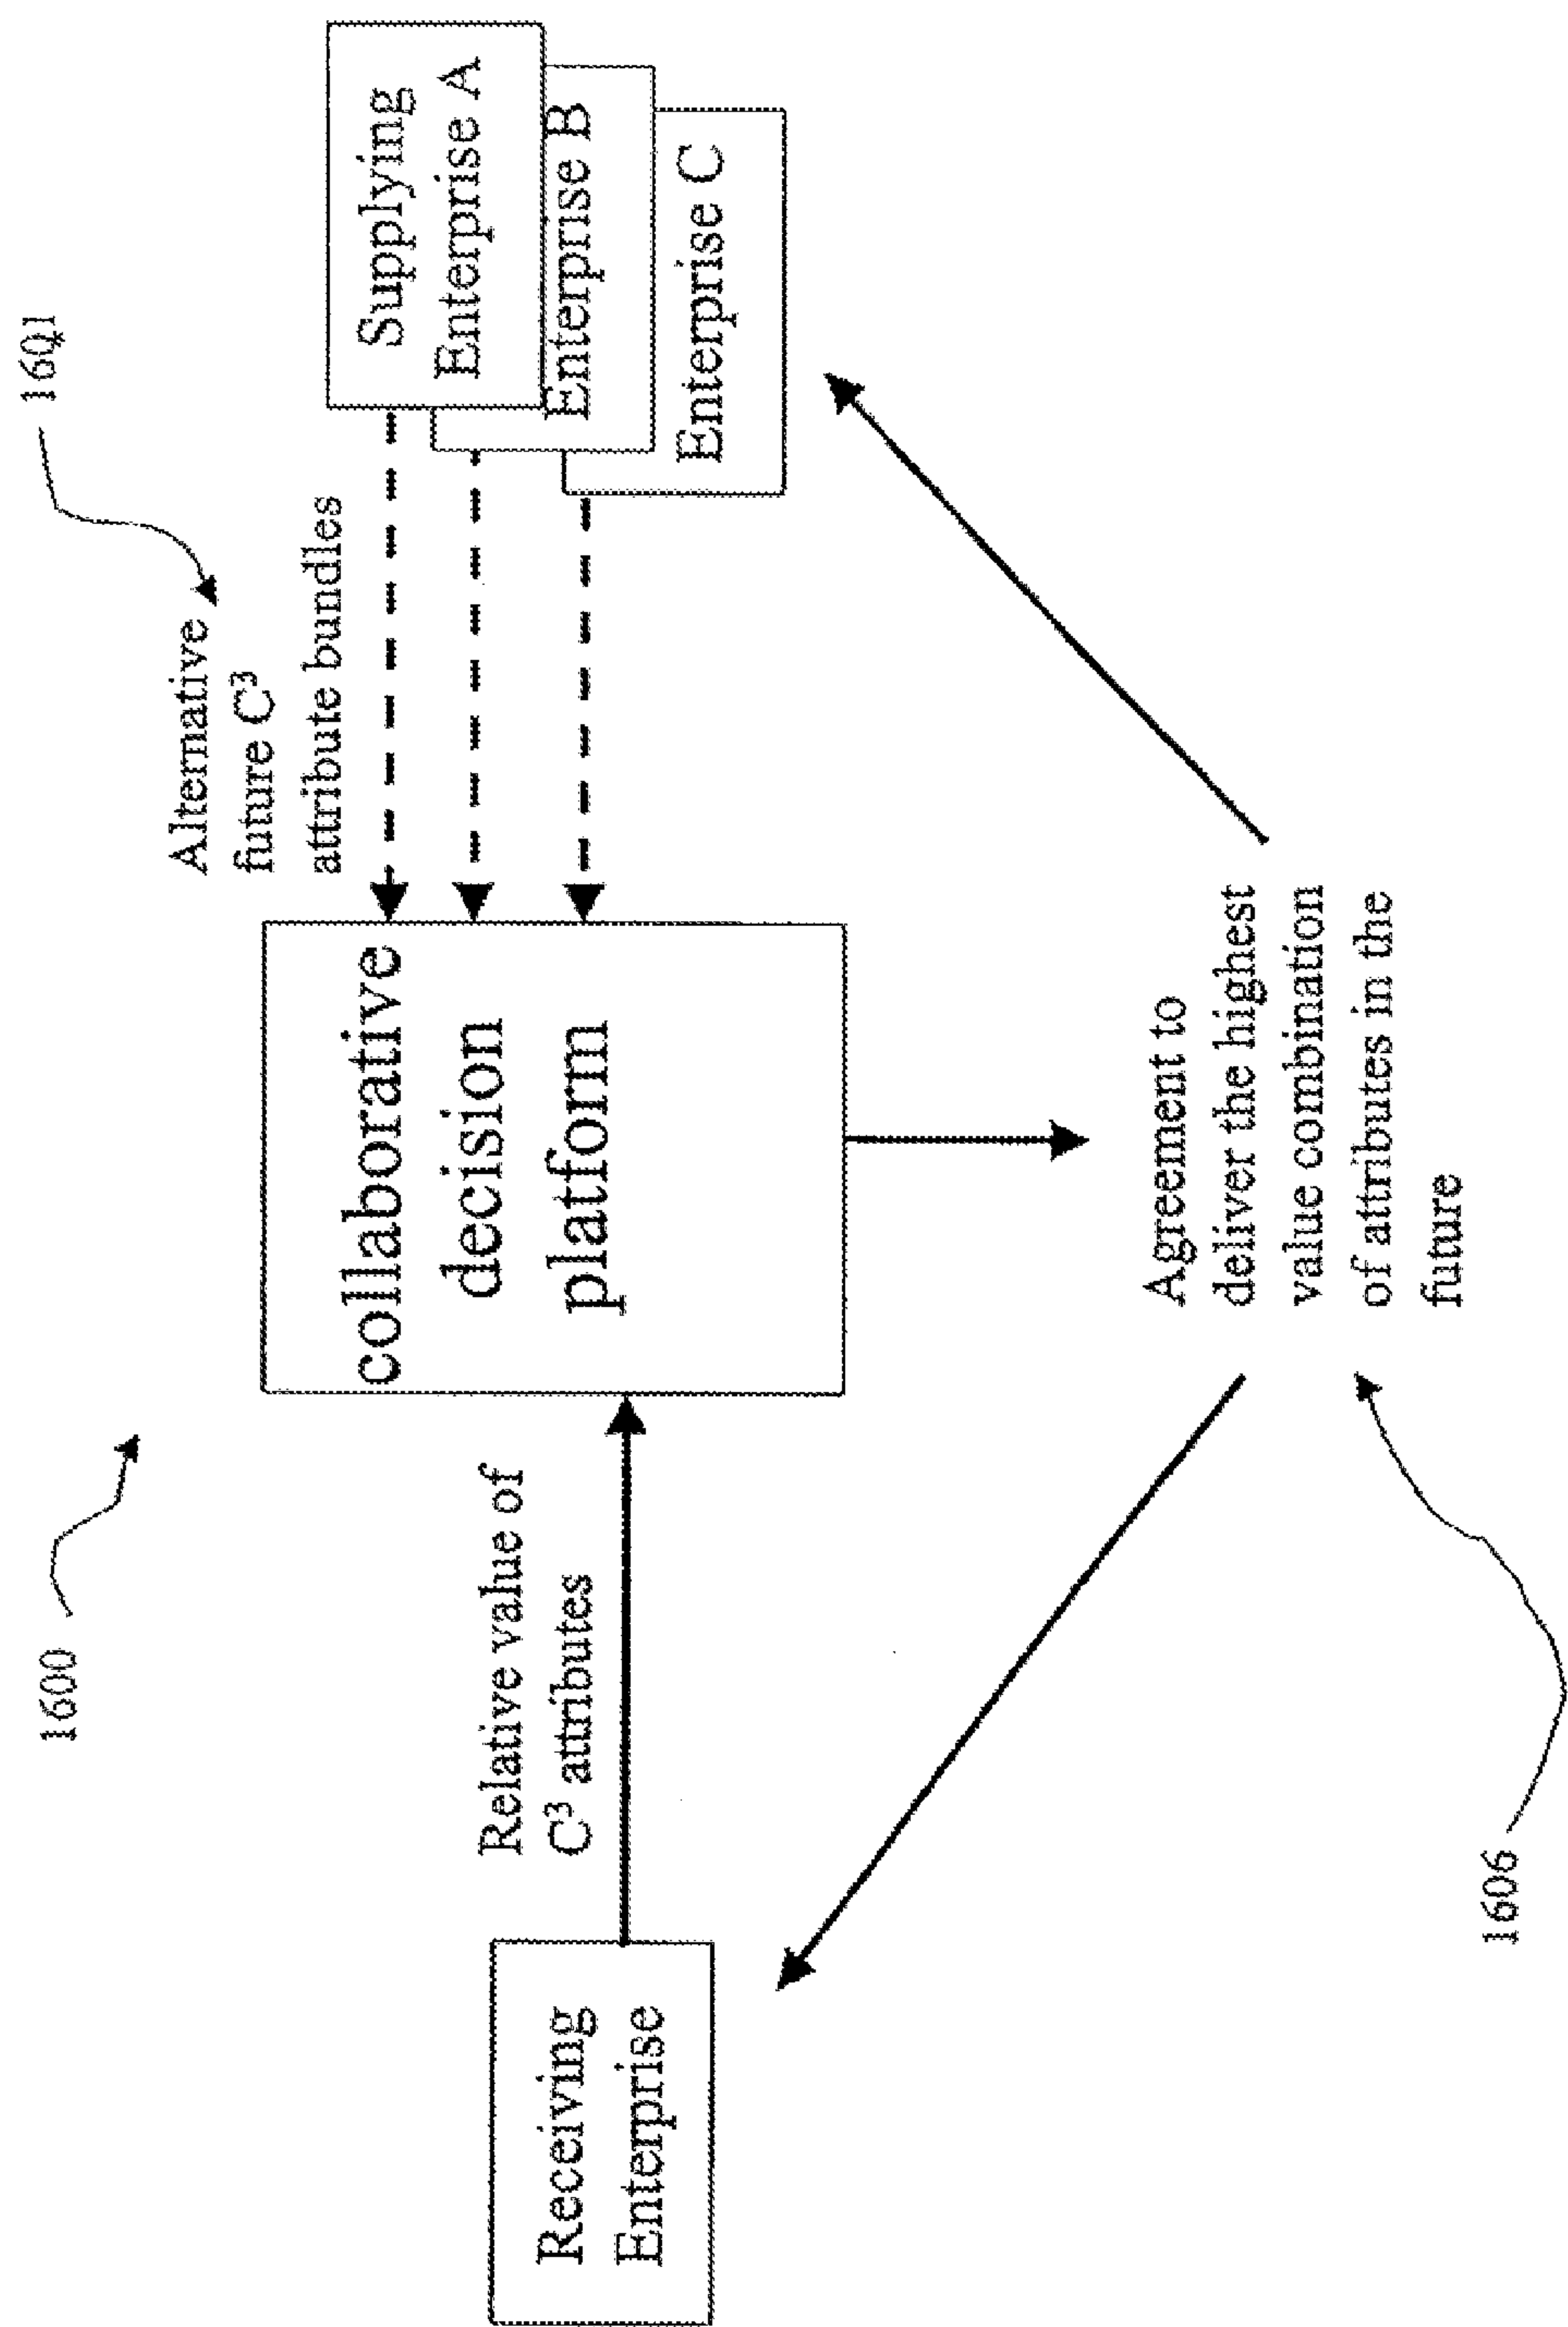 1600
1601
Alternative
future C³
attribute bundles
Supplying
Enterprise A
Enterprise B
Enterprise C
collaborative
decision
platform
Relative value of
C³ attributes
Receiving
Enterprise
Agreement to
deliver the highest
value combination
of attributes in the
future
1606